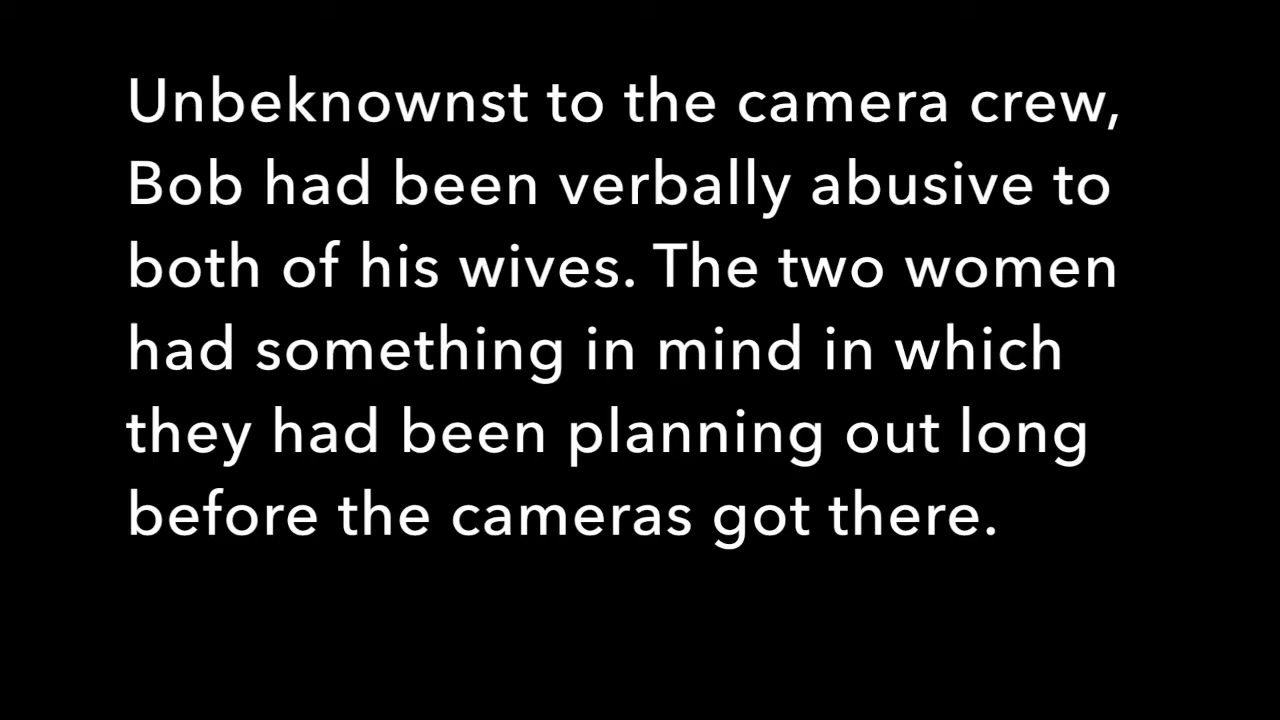 Unbeknownst to the camera crew,
Bob had been verbally abusive to
both of his wives. The two women
had something in mind in which
they had been planning out long
before the cameras got there.